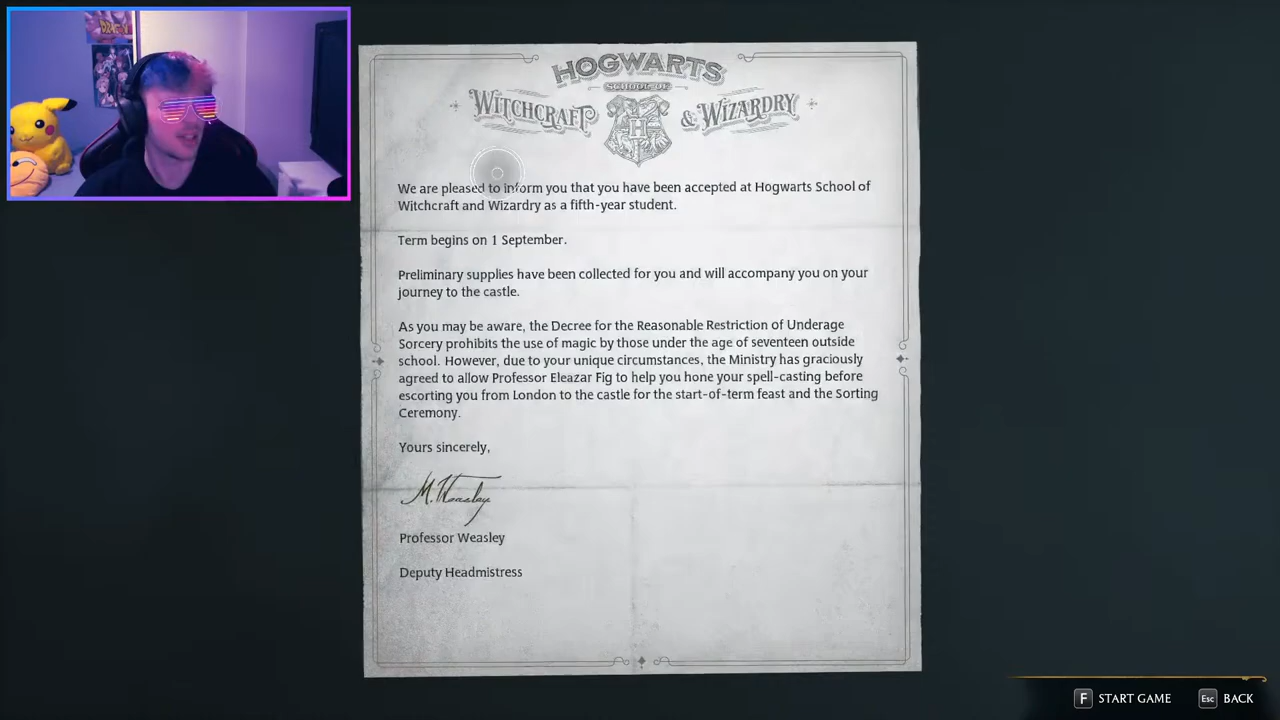 HOGWARTS
SCHOOL OF
WITCHCRAFT & WIZARDRY
H
We are pleased to inform you that you have been accepted at Hogwarts School of
Witchcraft and Wizardry as a fifth-year student.
Term begins on 1 September.
Preliminary supplies have been collected for you and will accompany you on your
journey to the castle.
As you may be aware, the Decree for the Reasonable Restriction of Underage
Sorcery prohibits the use of magic by those under the age of seventeen outside
school. However, due to your unique circumstances, the Ministry has graciously
agreed to allow Professor Eleazar Fig to help you hone your spell-casting before
escorting you from London to the castle for the start-of-term feast and the Sorting
Ceremony.
Yours sincerely,
M. Weasley
Professor Weasley
Deputy Headmistress
F START GAME Esc BACK